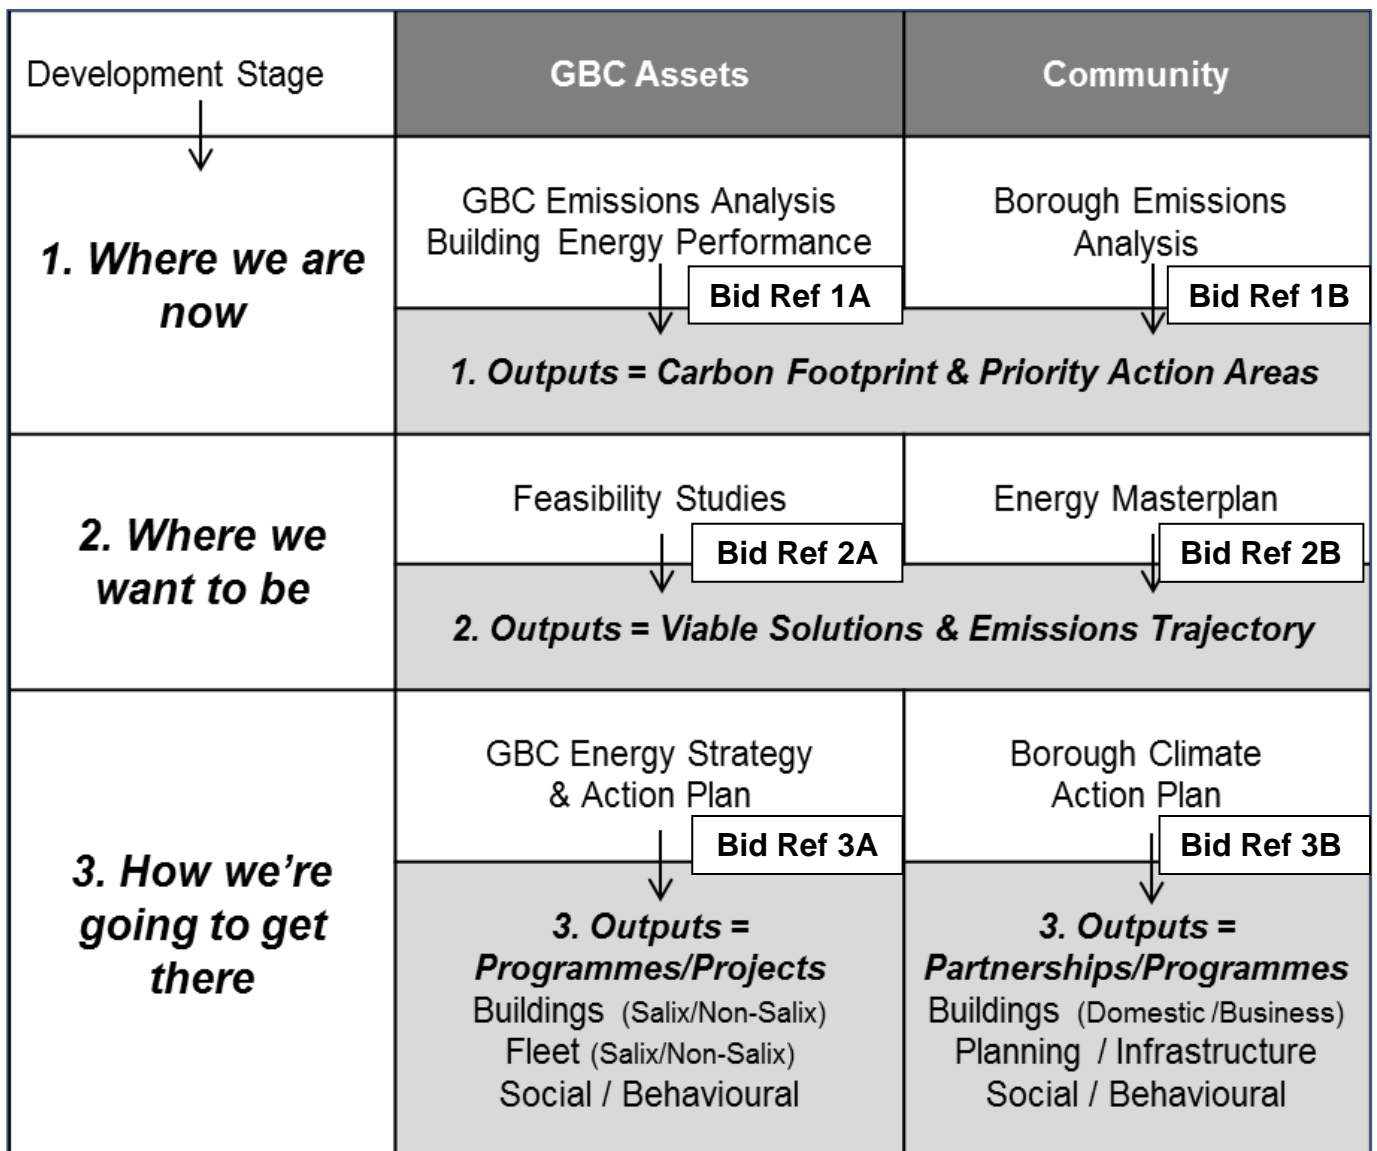 Development Stage
GBC Assets
Community
1. Where we are
now
GBC Emissions Analysis
Building Energy Performance
Bid Ref 1A
Borough Emissions
Analysis
Bid Ref 1B
1. Outputs = Carbon Footprint & Priority Action Areas
2. Where we
want to be
Feasibility Studies
Bid Ref 2A
Energy Masterplan
Bid Ref 2B
2. Outputs = Viable Solutions & Emissions Trajectory
3. How we’re
going to get
there
GBC Energy Strategy
& Action Plan
Bid Ref 3A
Borough Climate
Action Plan
Bid Ref 3B
3. Outputs =
Programmes/Projects
Buildings (Salix/Non-Salix)
Fleet (Salix/Non-Salix)
Social / Behavioural
3. Outputs =
Partnerships/Programmes
Buildings (Domestic /Business)
Planning / Infrastructure
Social / Behavioural